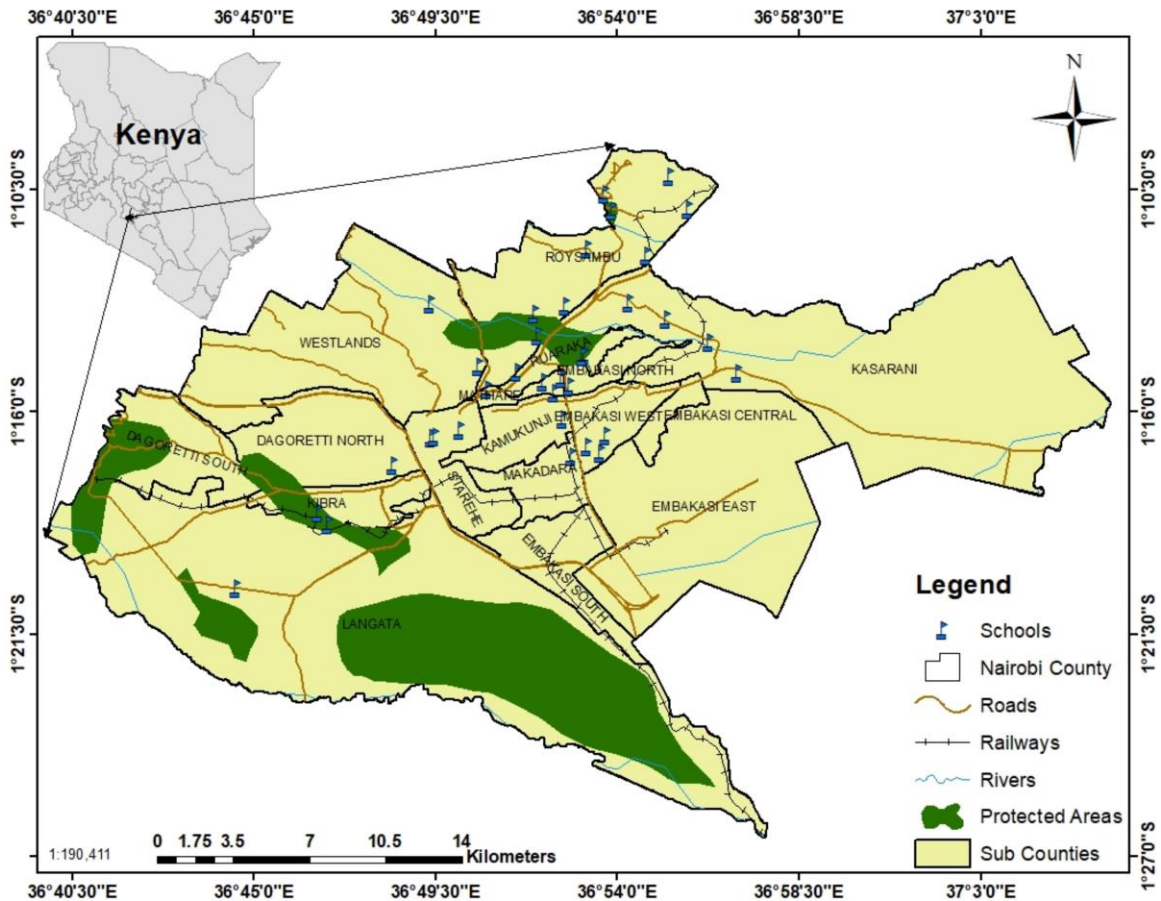 36°40'30"E 36°45'0"E 36°49'30"E 36°54'0"E 36°58'30"E 37°3'0"E
N
Kenya
1°10'30"S 1°10'30"S
ROYSAMBU
WESTLANDS
RUARAKA
EMBAKASI NORTH
KASARANI
MATHARE
1°16'0"S 1°16'0"S
EMBAKASI WEST EMBAKASI CENTRAL
KAMUKUNJI
DAGORETTI NORTH
DAGORETTI SOUTH
MAKADARA
STAREHE
KIBRA
EMBAKASI EAST
EMBAKASI SOUTH
LANGATA
1°21'30"S 1°21'30"S
Legend
Schools
Nairobi County
Roads
Railways
Rivers
Protected Areas
Sub Counties
0 1.75 3.5 7 10.5 14
Kilometers
1:190,411
1°27'0"S
36°40'30"E 36°45'0"E 36°49'30"E 36°54'0"E 36°58'30"E 37°3'0"E